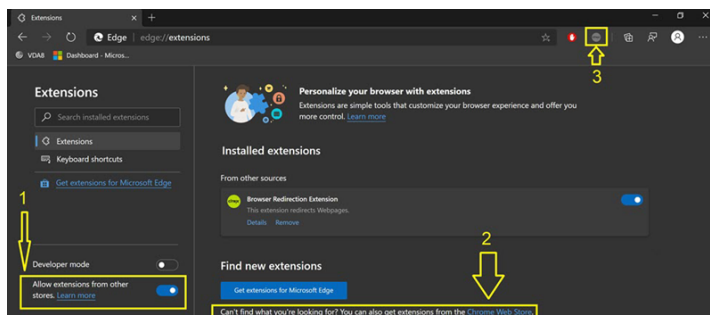 Extensions
Edge | edge://extensions
VDA8
Dashboard - Micros...
3
Extensions
Search installed extensions
Extensions
Keyboard shortcuts
Get extensions for Microsoft Edge
1
Developer mode
Allow extensions from other
stores. Learn more
Personalize your browser with extensions
Extensions are simple tools that customize your browser experience and offer you
more control. Learn more
Installed extensions
From other sources
Browser Redirection Extension
This extension redirects Webpages.
Details Remove
2
Find new extensions
Get extensions for Microsoft Edge
Can't find what you're looking for? You can also get extensions from the Chrome Web Store.